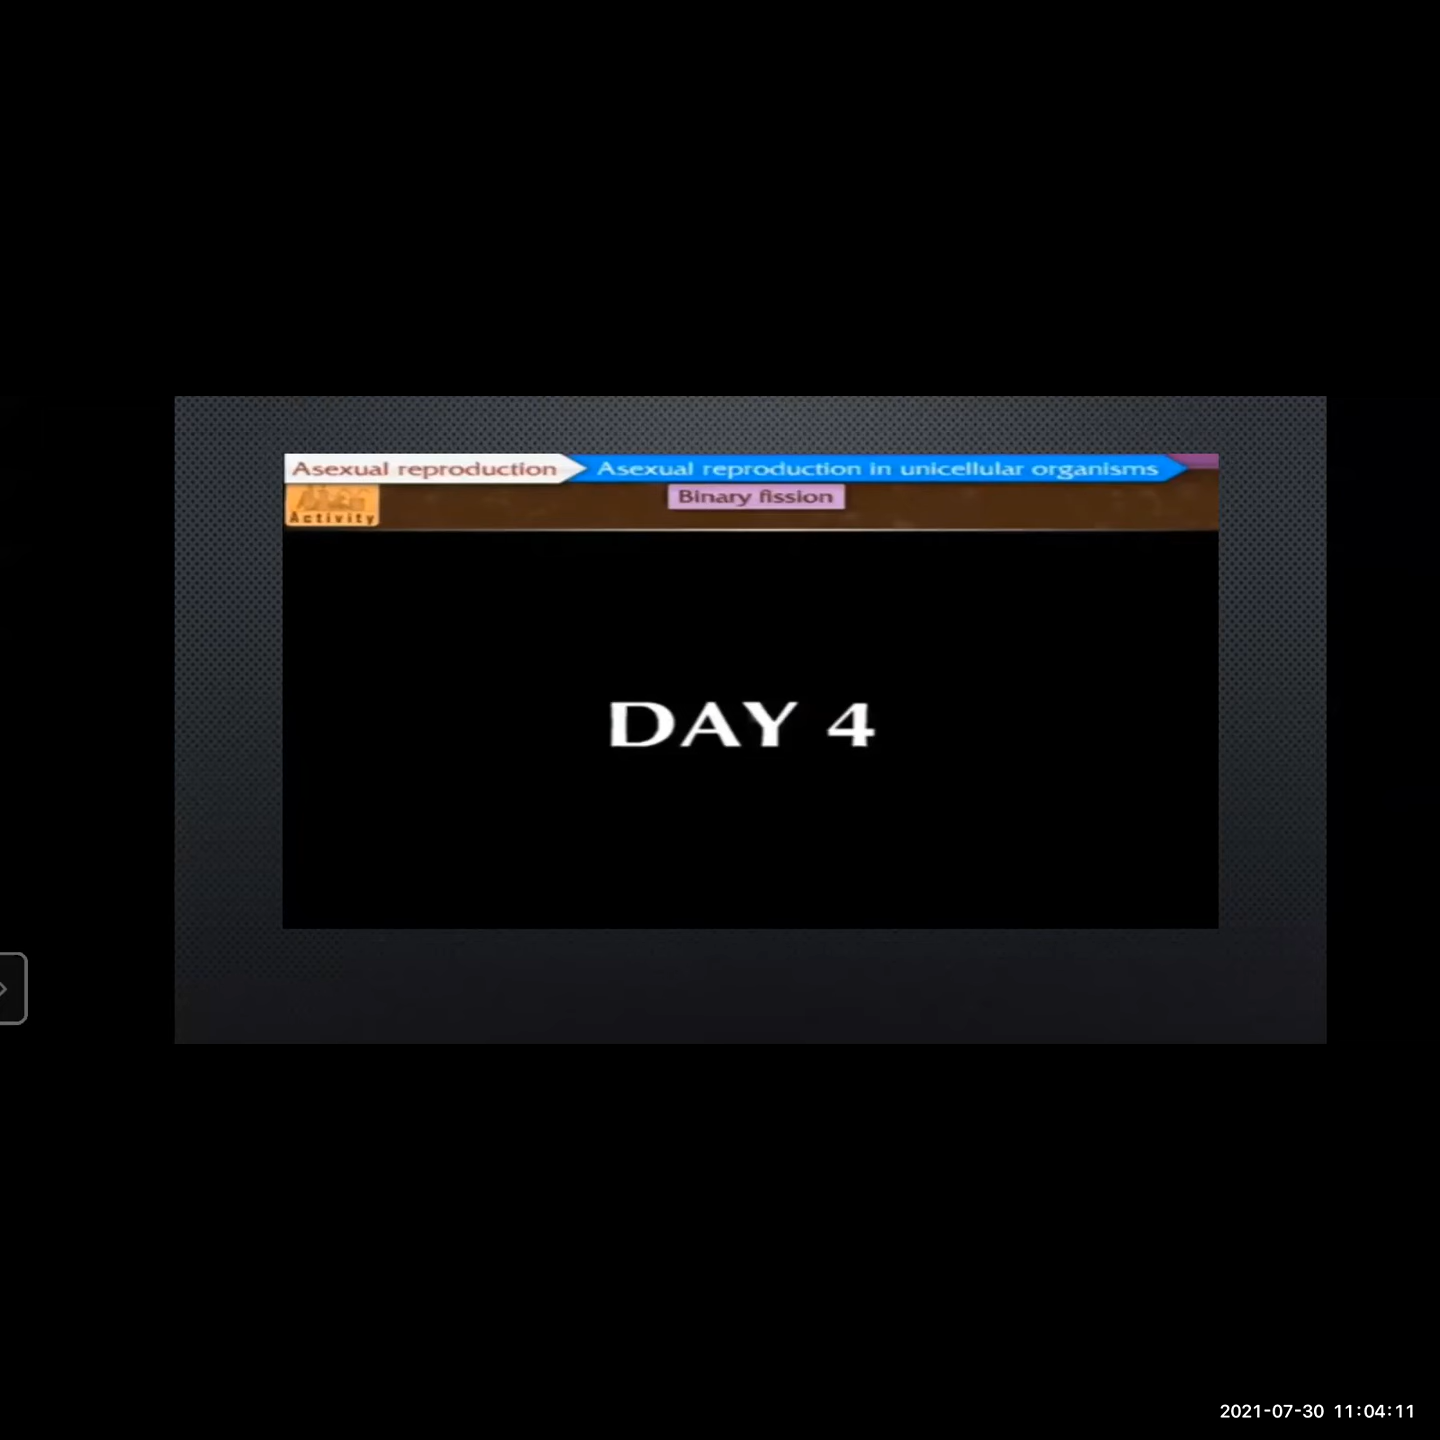 Asexual reproduction
Asexual reproduction in unicellular organisms
Activity
Binary fission
DAY 4
2021-07-30 11:04:11